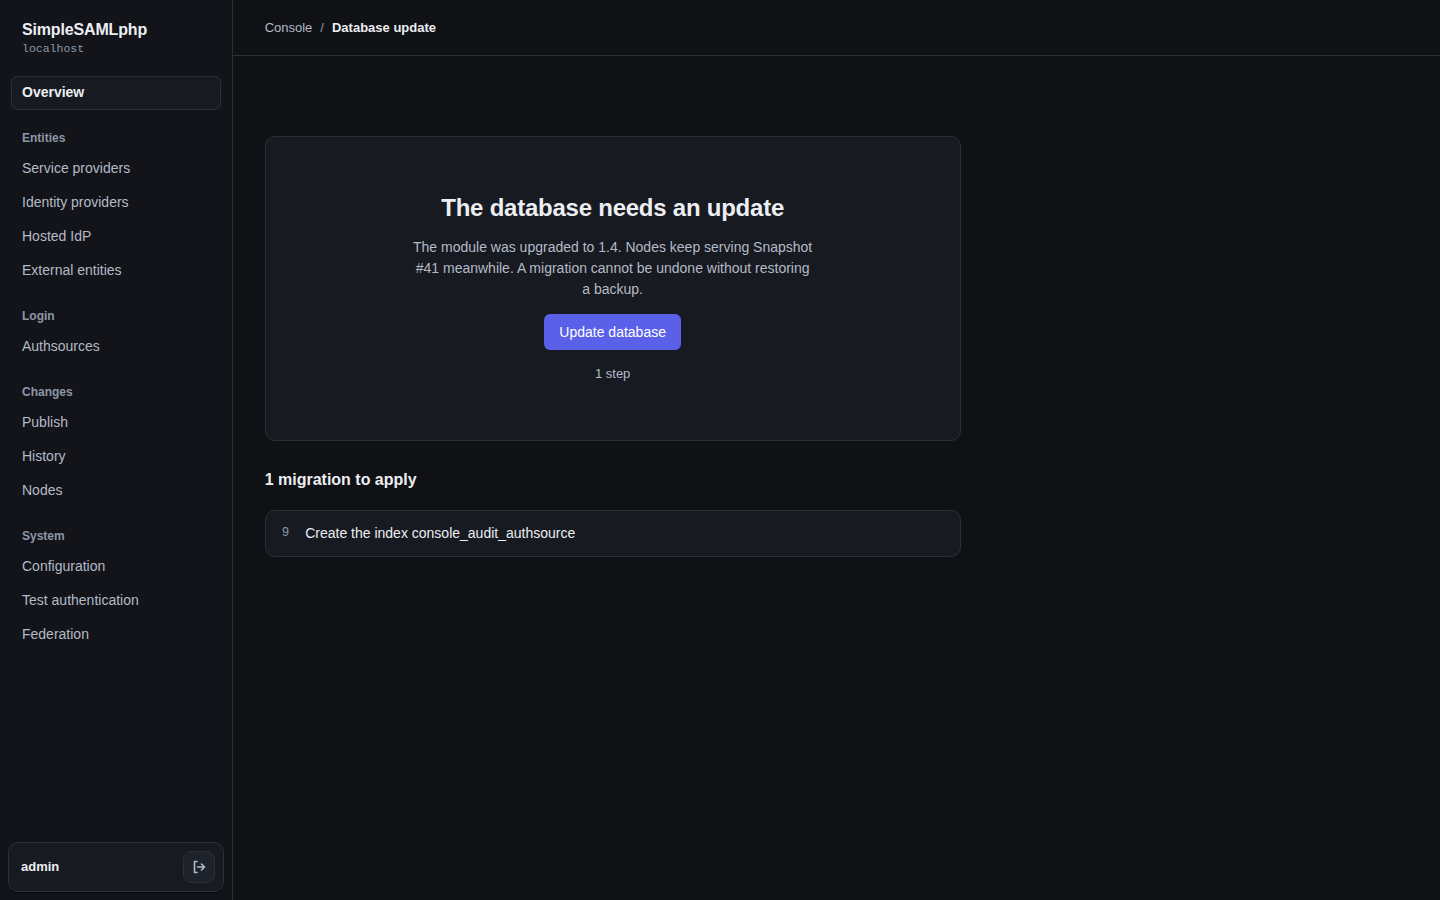 SimpleSAMLphp
localhost
Overview
Entities
Service providers
Identity providers
Hosted IdP
External entities
Login
Authsources
Changes
Publish
History
Nodes
System
Configuration
Test authentication
Federation
admin
Console / Database update
The database needs an update
The module was upgraded to 1.4. Nodes keep serving Snapshot
#41 meanwhile. A migration cannot be undone without restoring
a backup.
Update database
1 step
1 migration to apply
9 Create the index console_audit_authsource